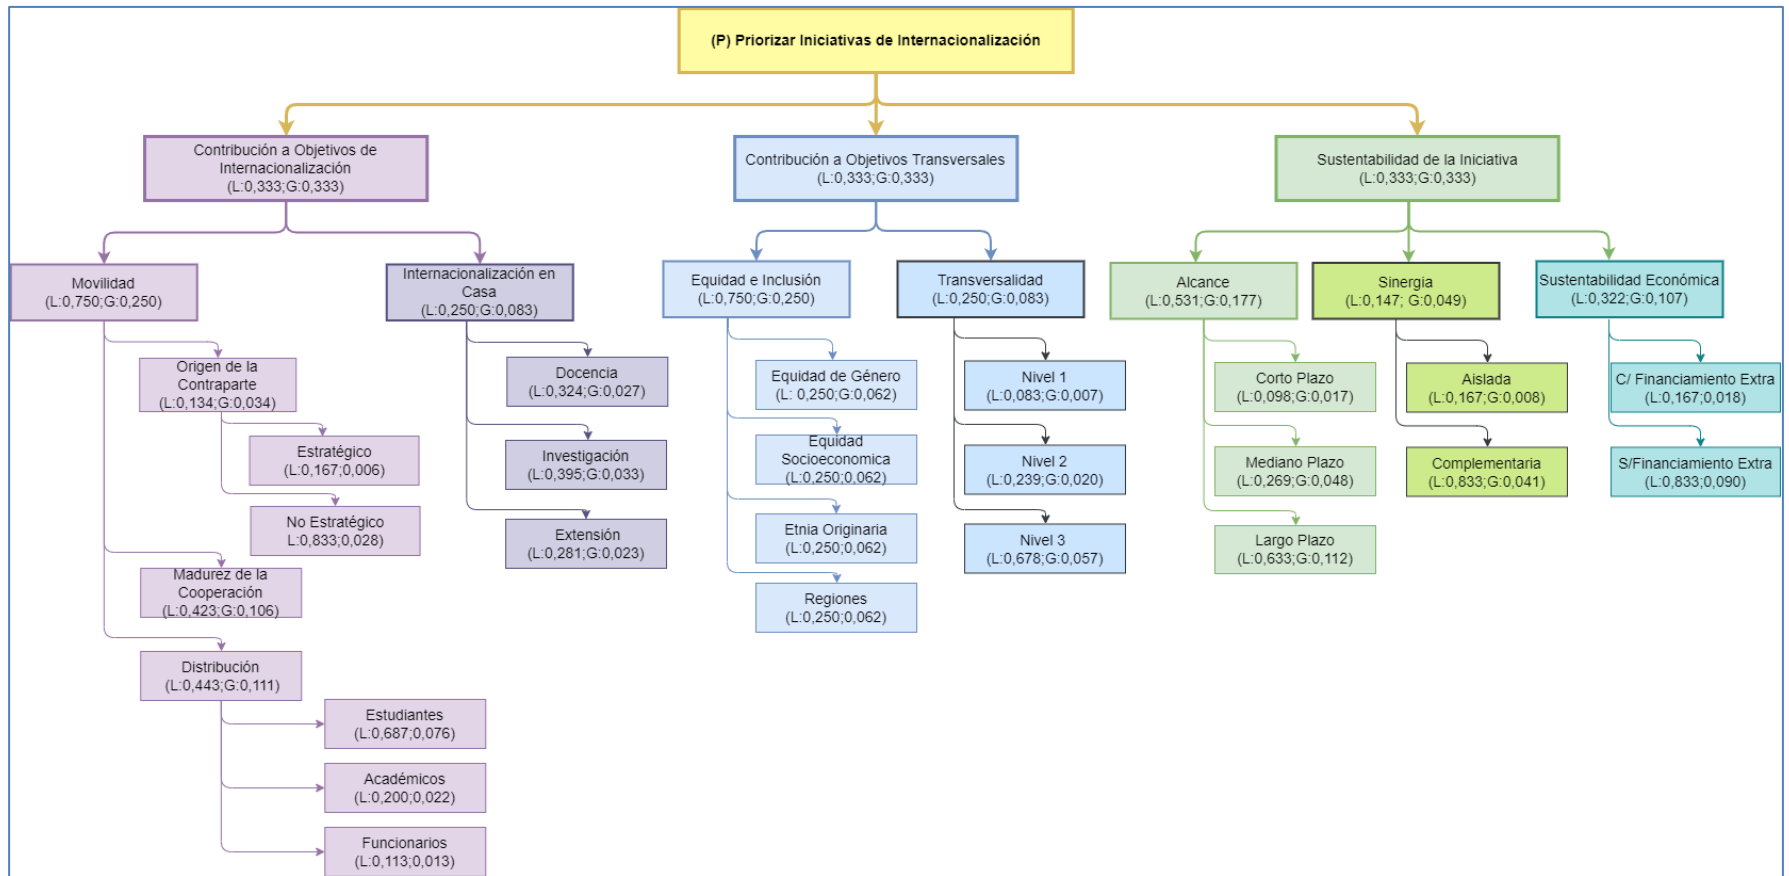 (P) Priorizar Iniciativas de Internacionalización
Contribución a Objetivos de
Internacionalización
(L:0,333;G:0,333)
Contribución a Objetivos Transversales
(L:0,333;G:0,333)
Sustentabilidad de la Iniciativa
(L:0,333;G:0,333)
Movilidad
(L:0,750;G:0,250)
Internacionalización en
Casa
(L:0,250;G:0,083)
Equidad e Inclusión
(L:0,750;G:0,250)
Transversalidad
(L:0,250;G:0,083)
Alcance
(L:0,531;G:0,177)
Sinergia
(L:0,147; G:0,049)
Sustentabilidad Económica
(L:0,322;G:0,107)
Origen de la
Contraparte
(L:0,134;G:0,034)
Estratégico
(L:0,167;0,006)
No Estratégico
L:0,833;0,028)
Madurez de la
Cooperación
(L:0,423;G:0,106)
Distribución
(L:0,443;G:0,111)
Estudiantes
(L:0,687;0,076)
Académicos
(L:0,200;0,022)
Funcionarios
(L:0,113;0,013)
Docencia
(L:0,324;G:0,027)
Investigación
(L:0,395;G:0,033)
Extensión
(L:0,281;G:0,023)
Equidad de Género
(L: 0,250;G:0,062)
Equidad
Socioeconomica
(L:0,250;0,062)
Etnia Originaria
(L:0,250;0,062)
Regiones
(L:0,250;0,062)
Nivel 1
(L:0,083;G:0,007)
Nivel 2
(L:0,239;G:0,020)
Nivel 3
(L:0,678;G:0,057)
Corto Plazo
(L:0,098;G:0,017)
Mediano Plazo
(L:0,269;G:0,048)
Largo Plazo
(L:0,633;G:0,112)
Aislada
(L:0,167;G:0,008)
Complementaria
(L:0,833;G:0,041)
C/ Financiamiento Extra
(L:0,167;0,018)
S/Financiamiento Extra
(L:0,833;0,090)